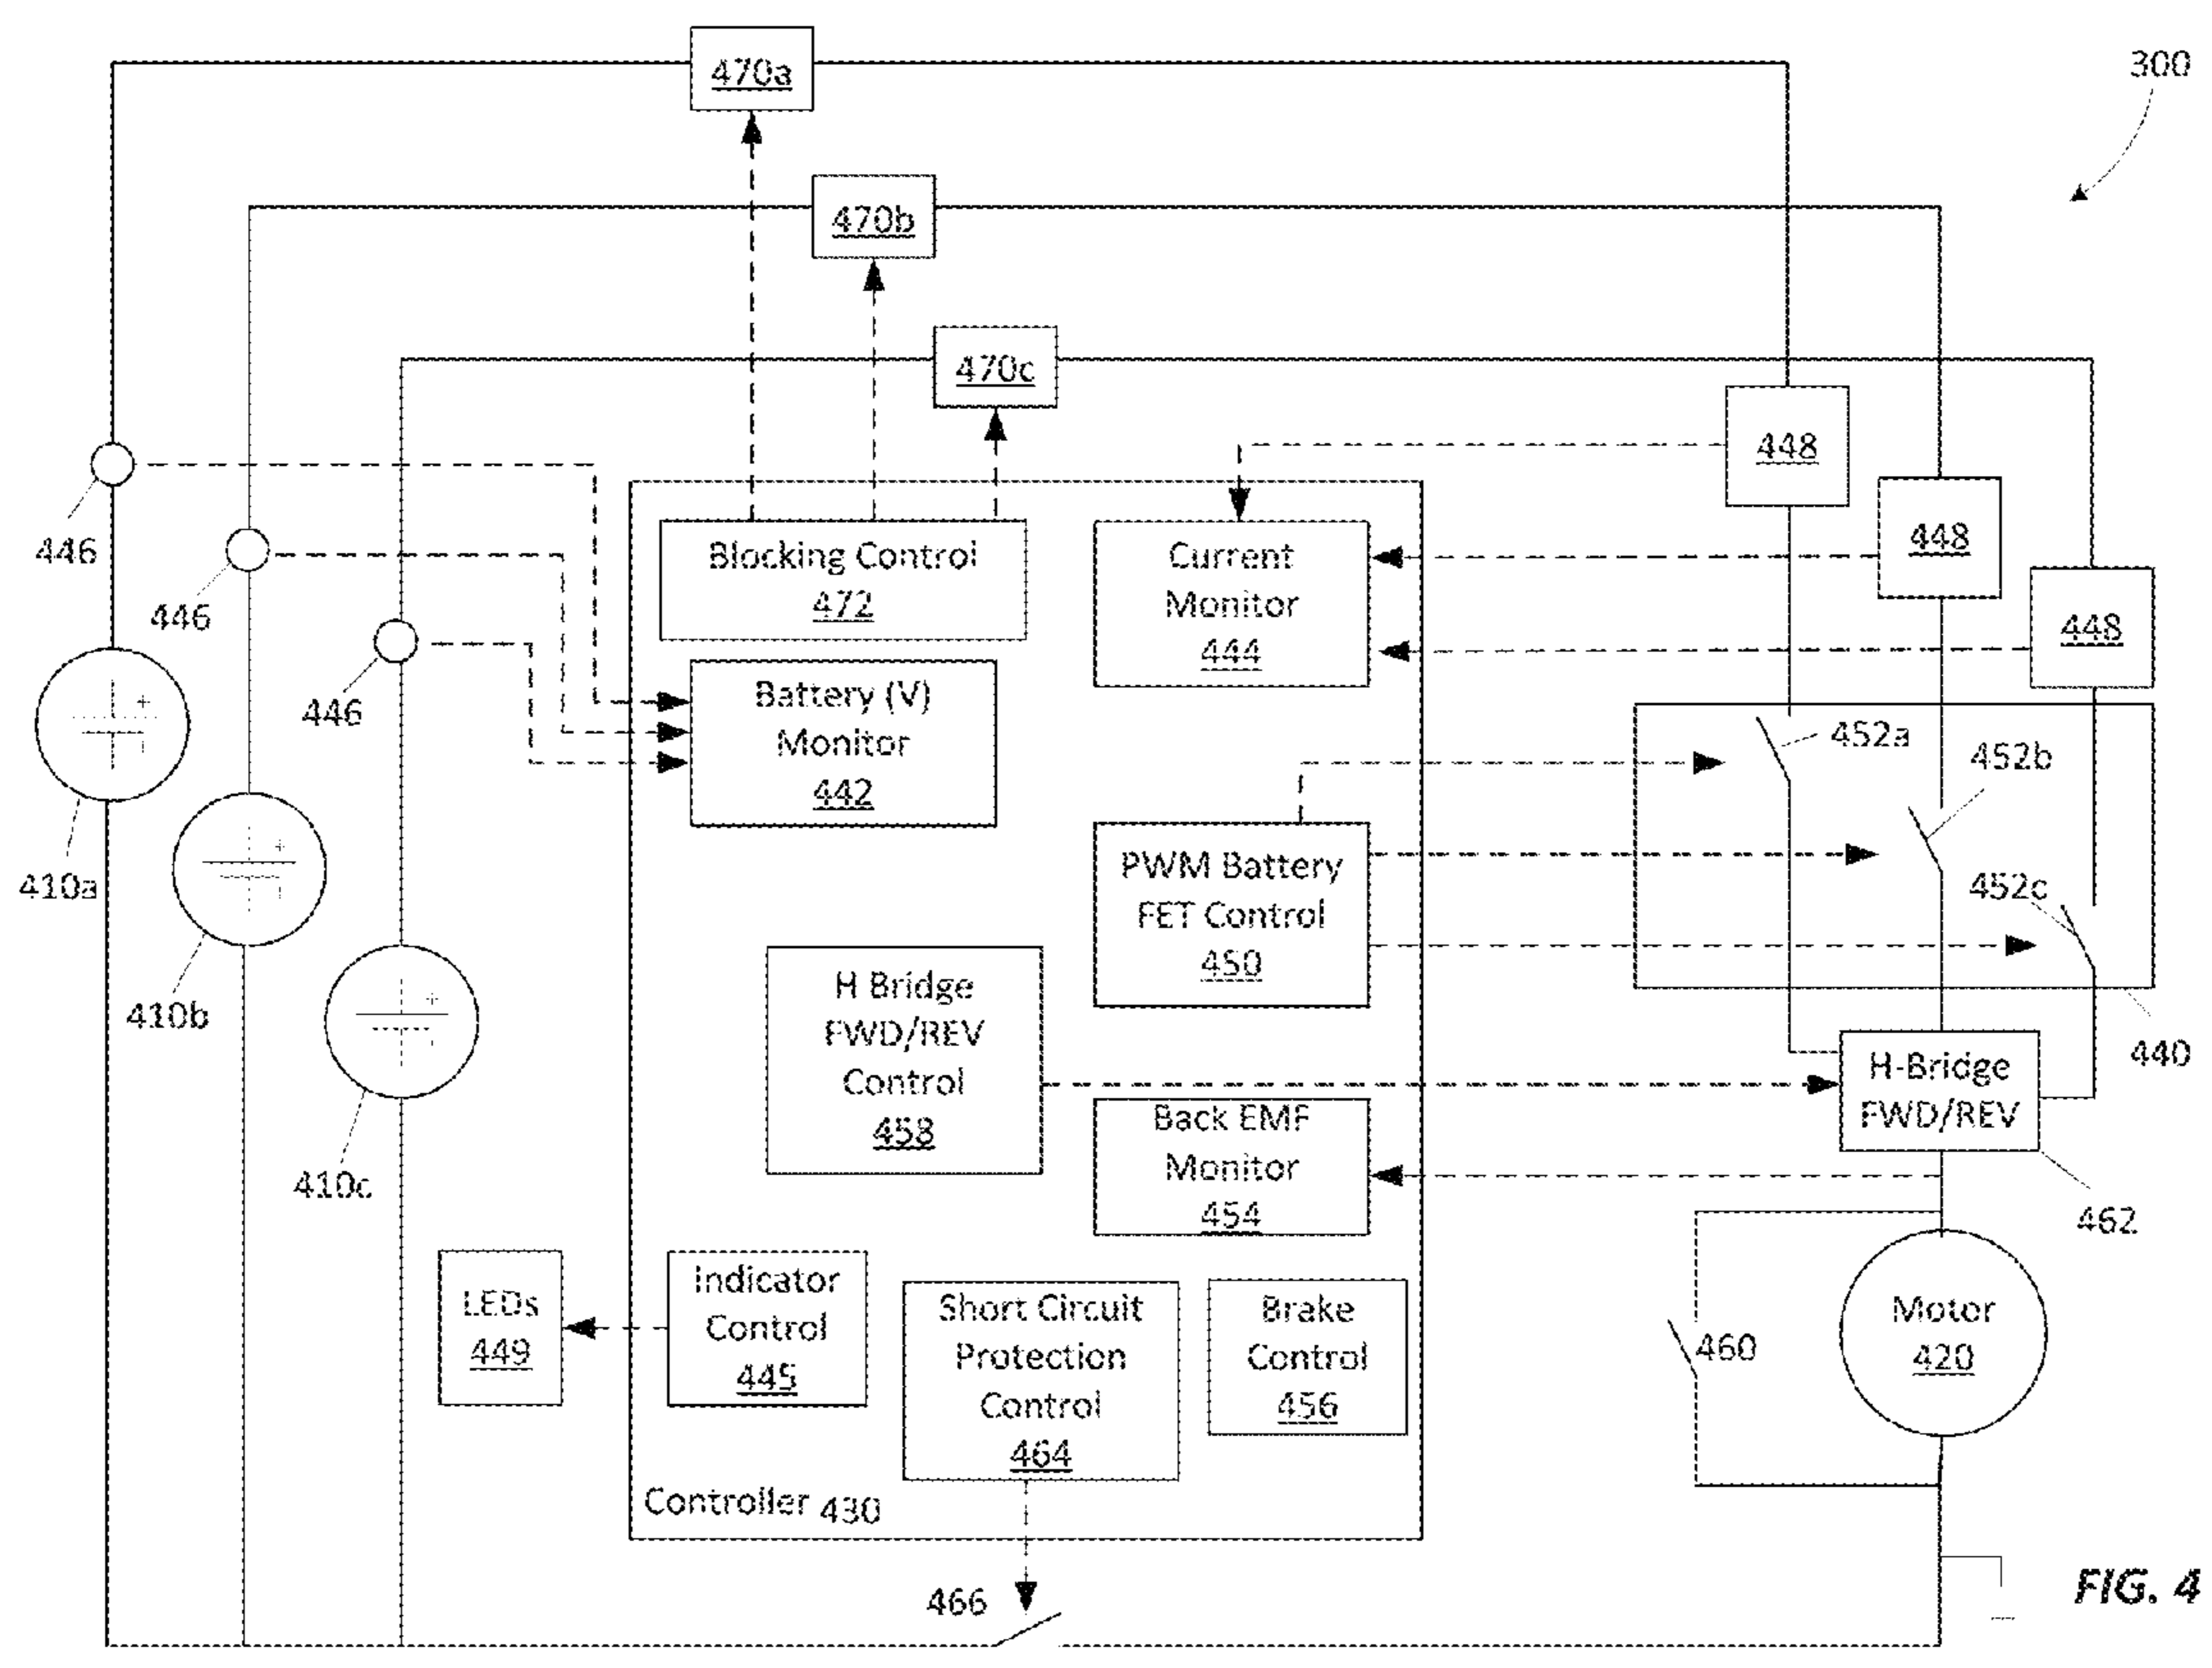 470a
300
470b
470c
448
446
Blocking Control
472
Current
Monitor
444
448
446
448
446
Battery (V)
Monitor
442
452a
452b
410a
PWM Battery
FET Control
450
452c
410b
H Bridge
FWD/REV
Control
458
440
H-Bridge
FWD/REV
Back EMF
Monitor
454
410c
462
LEDs
449
Indicator
Control
445
Short Circuit
Protection
Control
464
Brake
Control
456
460
Motor
420
Controller 430
466
FIG. 4